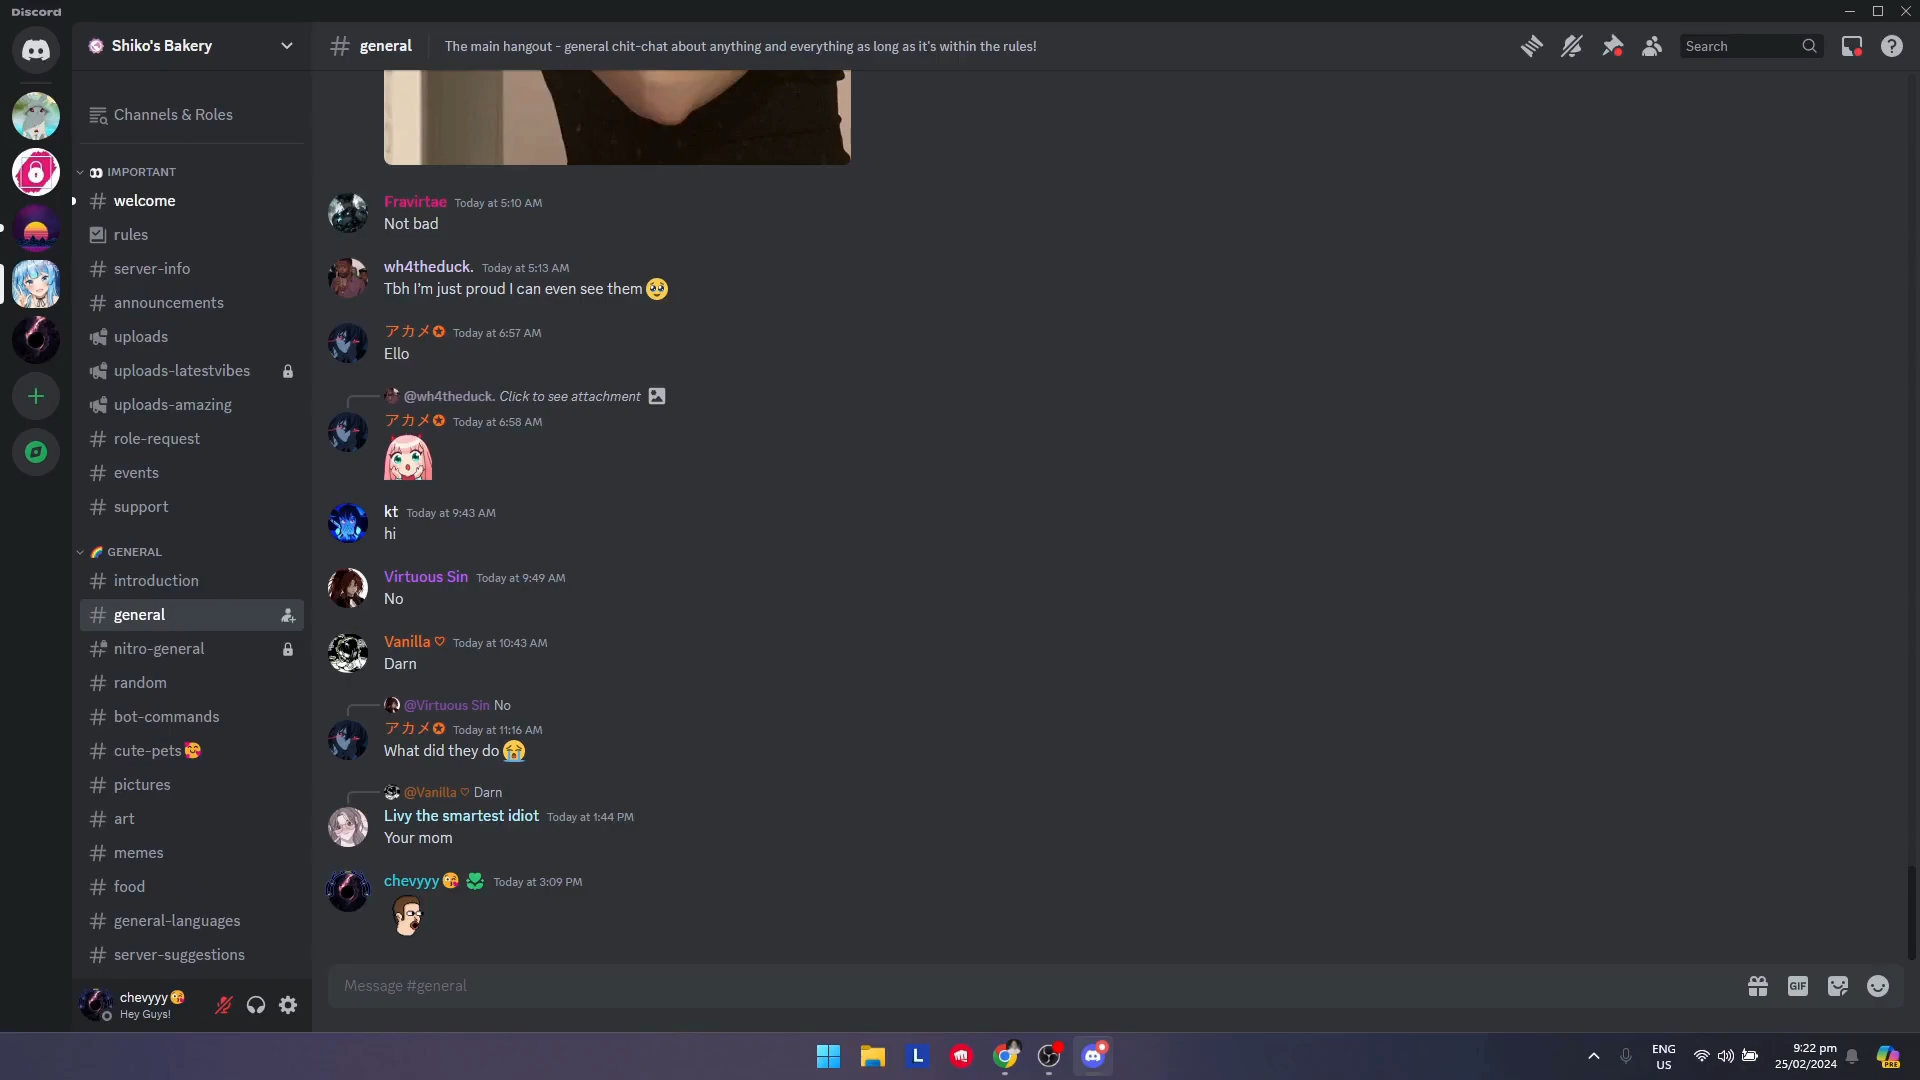 Discord
Shiko's Bakery
general
The main hangout - general chit-chat about anything and everything as long as it's within the rules!
Search
Channels & Roles
IMPORTANT
welcome
rules
server-info
announcements
uploads
uploads-latestvibes
uploads-amazing
role-request
events
support
GENERAL
introduction
general
nitro-general
random
bot-commands
cute-pets
pictures
art
memes
food
general-languages
server-suggestions
chevyyy
Hey Guys!
Fravirtae Today at 5:10 AM
Not bad
wh4theduck. Today at 5:13 AM
Tbh I'm just proud I can even see them
アカメ✪ Today at 6:57 AM
Ello
@wh4theduck. Click to see attachment
アカメ✪ Today at 6:58 AM
kt Today at 9:43 AM
hi
Virtuous Sin Today at 9:49 AM
No
Vanilla ♡ Today at 10:43 AM
Darn
@Virtuous Sin No
アカメ✪ Today at 11:16 AM
What did they do
@Vanilla ♡ Darn
Livy the smartest idiot Today at 1:44 PM
Your mom
chevyyy Today at 3:09 PM
Message #general
GIF
L
ENG
US
9:22 pm
25/02/2024
PRE